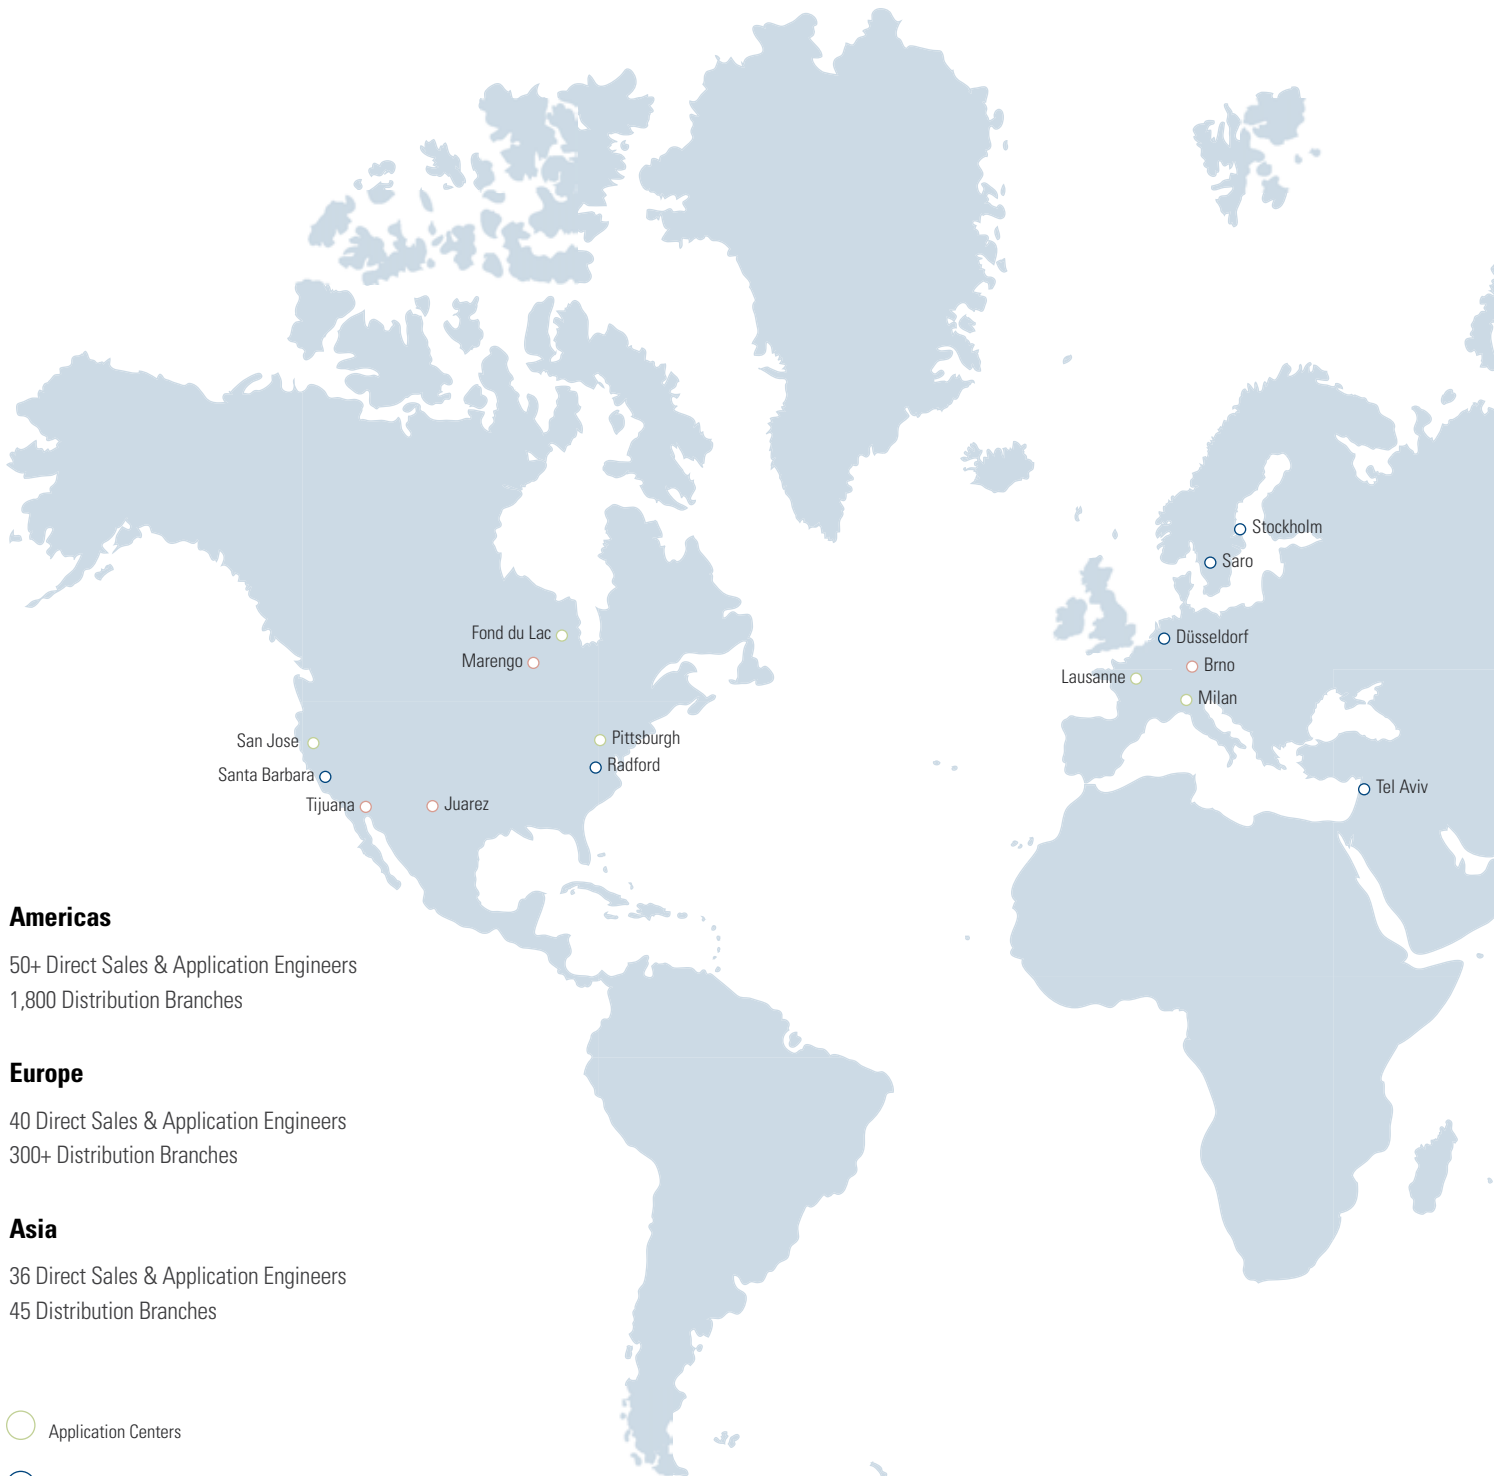 Stockholm
Saro
Fond du Lac
Marengo
Düsseldorf
Brno
Lausanne
Milan
San Jose
Pittsburgh
Santa Barbara
Radford
Tijuana
Juarez
Tel Aviv
Americas
50+ Direct Sales & Application Engineers
1,800 Distribution Branches
Europe
40 Direct Sales & Application Engineers
300+ Distribution Branches
Asia
36 Direct Sales & Application Engineers
45 Distribution Branches
Application Centers